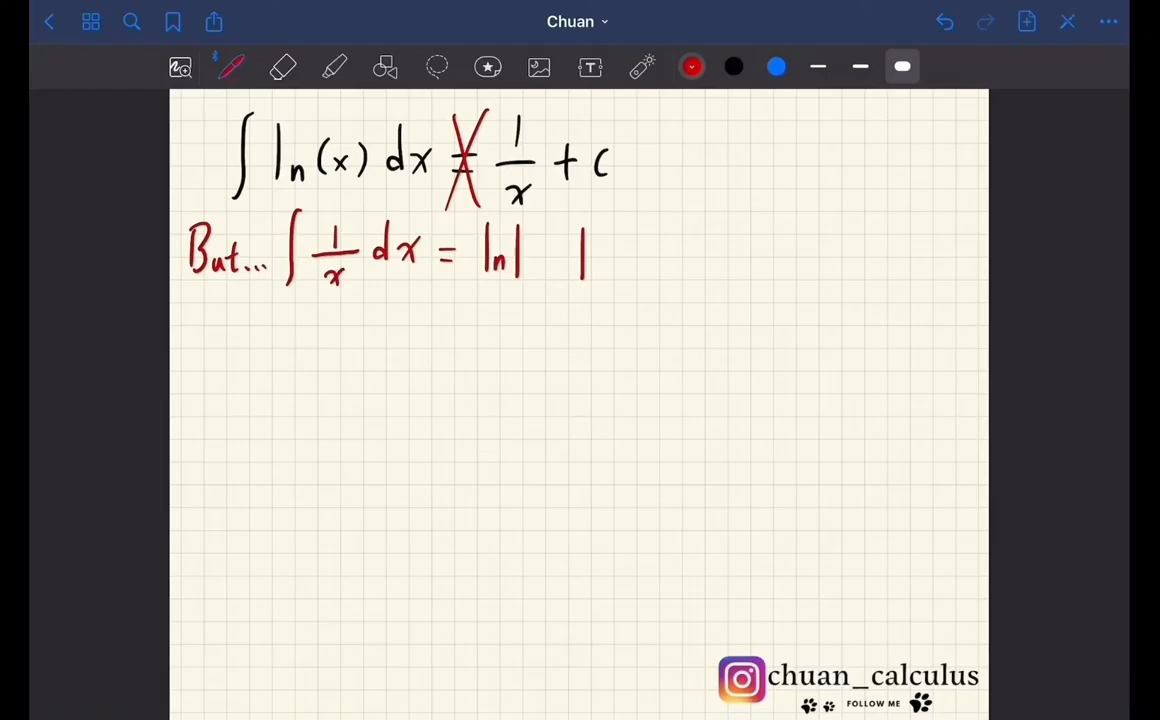 Chuan
∫ ln(x) dx = 1/x + c
But... ∫ 1/x dx = ln| |
chuan_calculus
FOLLOW ME